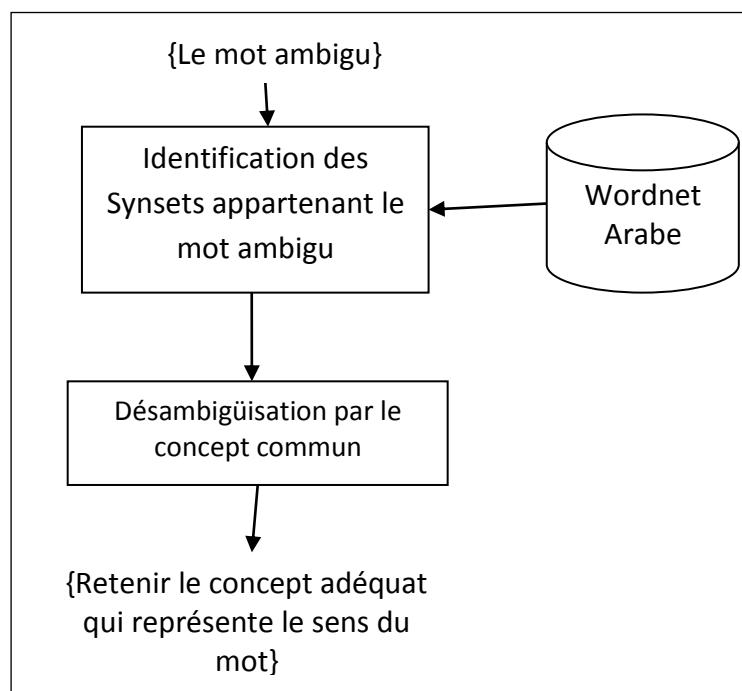 {Le mot ambigu}
Identification des
Synsets appartenant le
mot ambigu
Wordnet
Arabe
Désambigüisation par le
concept commun
{Retenir le concept adéquat
qui représente le sens du
mot}